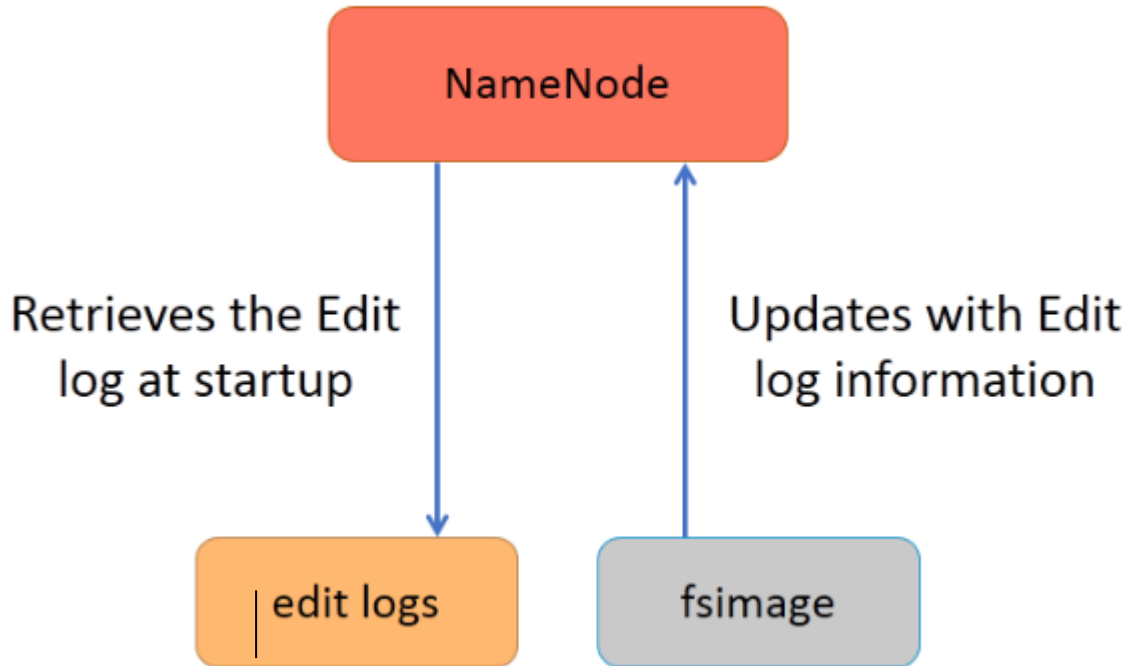 NameNode
Retrieves the Edit
log at startup
Updates with Edit
log information
edit logs
fsimage